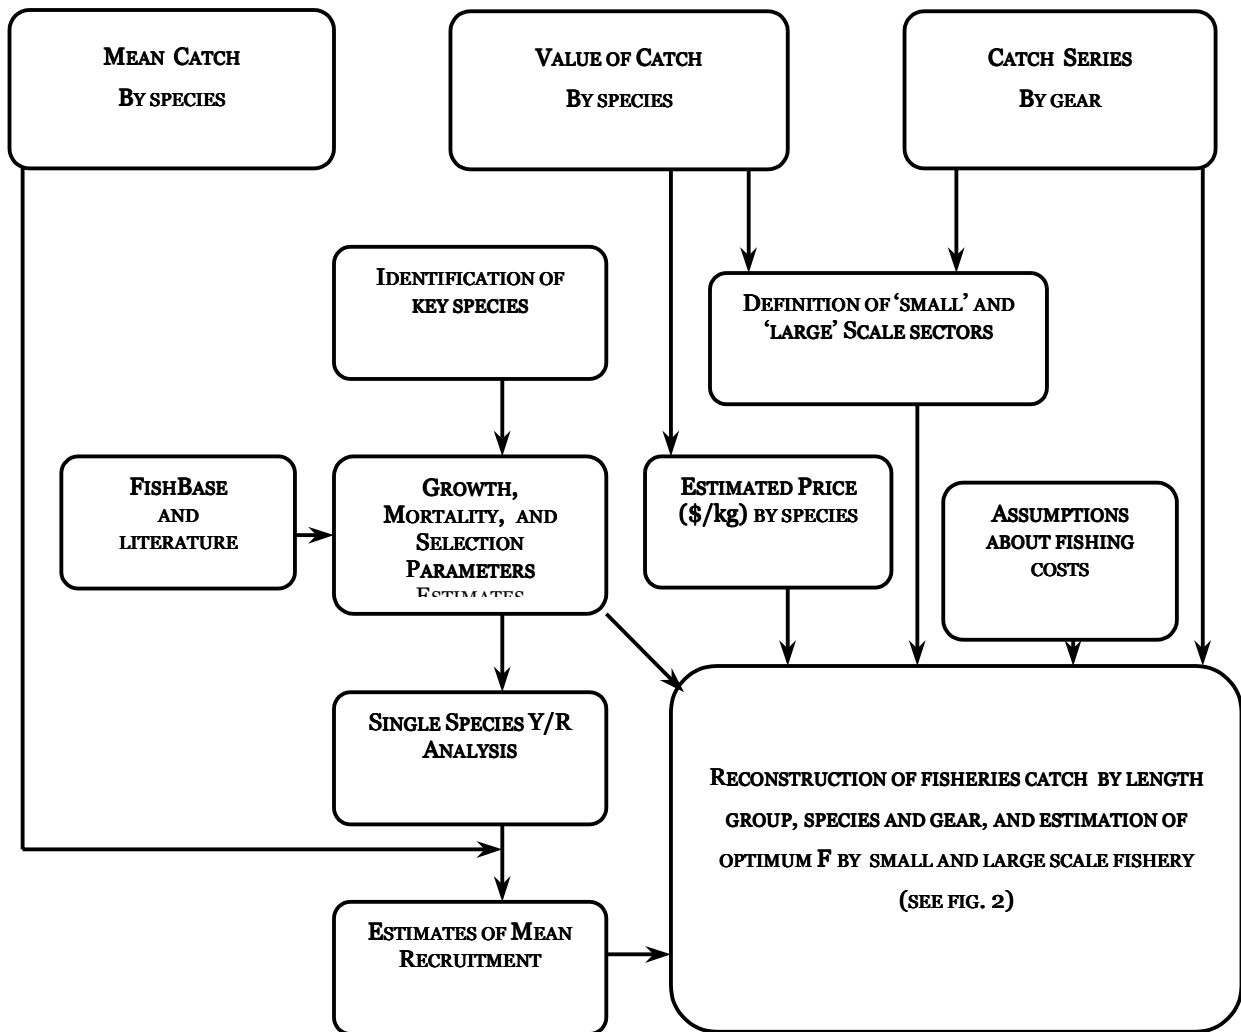 Mean Catch
By species
Value of Catch
By species
Catch Series
By gear
Identification of
key species
Definition of ‘small’ and
‘large’ Scale sectors
FishBase
and
literature
Growth,
Mortality, and
Selection
Parameters
Estimates
Estimated Price
($/kg) by species
Assumptions
about fishing
costs
Single Species Y/R
Analysis
Reconstruction of fisheries catch by length
group, species and gear, and estimation of
optimum F by small and large scale fishery
(see fig. 2)
Estimates of Mean
Recruitment